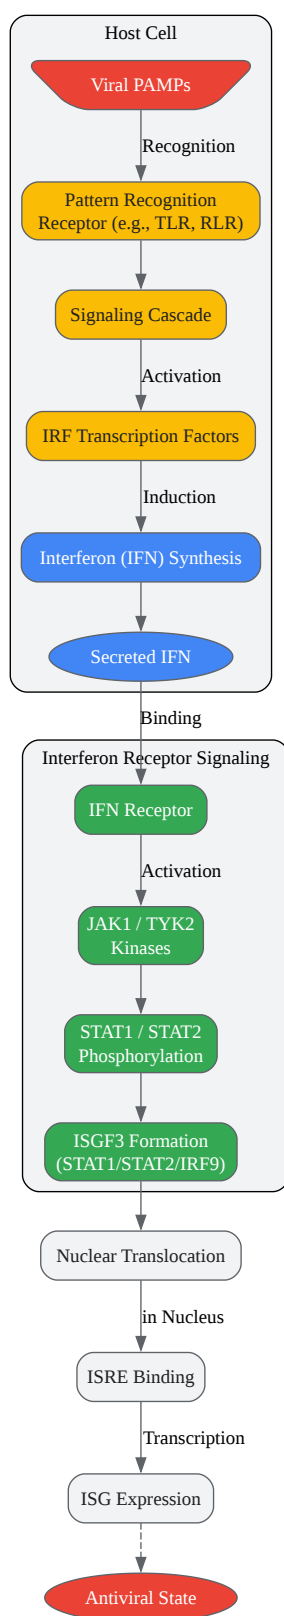 Host Cell
Viral PAMPs
Recognition
Pattern Recognition
Receptor (e.g., TLR, RLR)
Signaling Cascade
Activation
IRF Transcription Factors
Induction
Interferon (IFN) Synthesis
Secreted IFN
Binding
Interferon Receptor Signaling
IFN Receptor
Activation
JAK1 / TYK2
Kinases
STAT1 / STAT2
Phosphorylation
ISGF3 Formation
(STAT1/STAT2/IRF9)
Nuclear Translocation
in Nucleus
ISRE Binding
Transcription
ISG Expression
Antiviral State